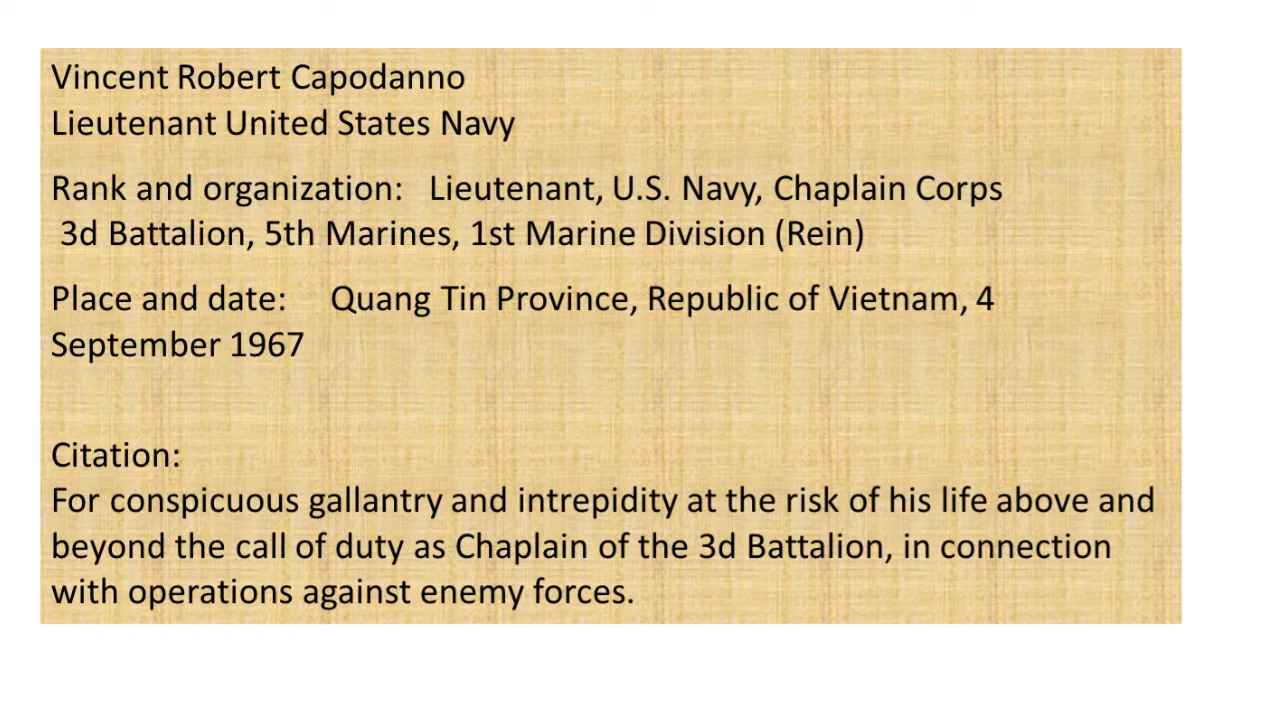 Vincent Robert Capodanno
Lieutenant United States Navy
Rank and organization: Lieutenant, U.S. Navy, Chaplain Corps
3d Battalion, 5th Marines, 1st Marine Division (Rein)
Place and date: Quang Tin Province, Republic of Vietnam, 4
September 1967
Citation:
For conspicuous gallantry and intrepidity at the risk of his life above and
beyond the call of duty as Chaplain of the 3d Battalion, in connection
with operations against enemy forces.